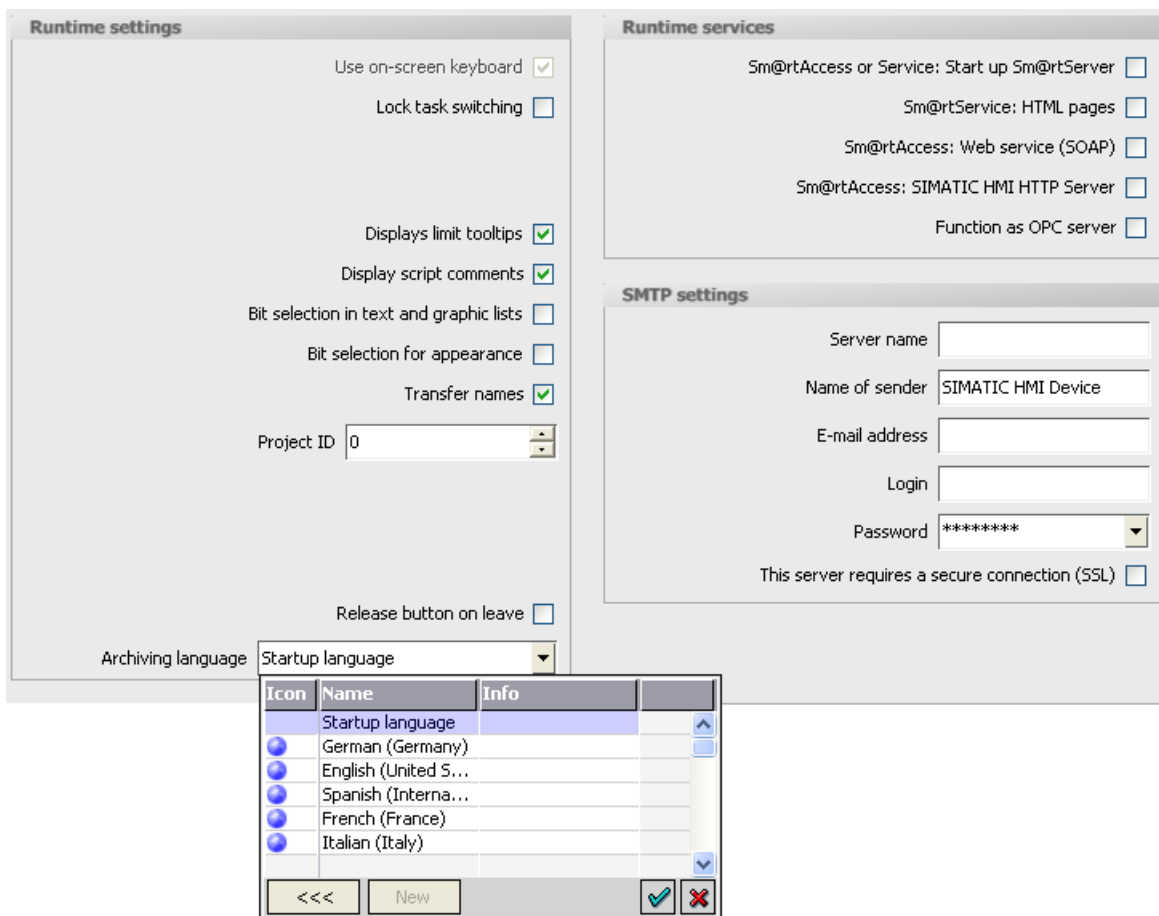 Runtime settings
Use on-screen keyboard
Lock task switching
Displays limit tooltips
Display script comments
Bit selection in text and graphic lists
Bit selection for appearance
Transfer names
Project ID 0
Release button on leave
Archiving language Startup language
Icon Name Info
Startup language
German (Germany)
English (United S...
Spanish (Interna...
French (France)
Italian (Italy)
<<< New
Runtime services
Sm@rtAccess or Service: Start up Sm@rtServer
Sm@rtService: HTML pages
Sm@rtAccess: Web service (SOAP)
Sm@rtAccess: SIMATIC HMI HTTP Server
Function as OPC server
SMTP settings
Server name
Name of sender SIMATIC HMI Device
E-mail address
Login
Password ********
This server requires a secure connection (SSL)